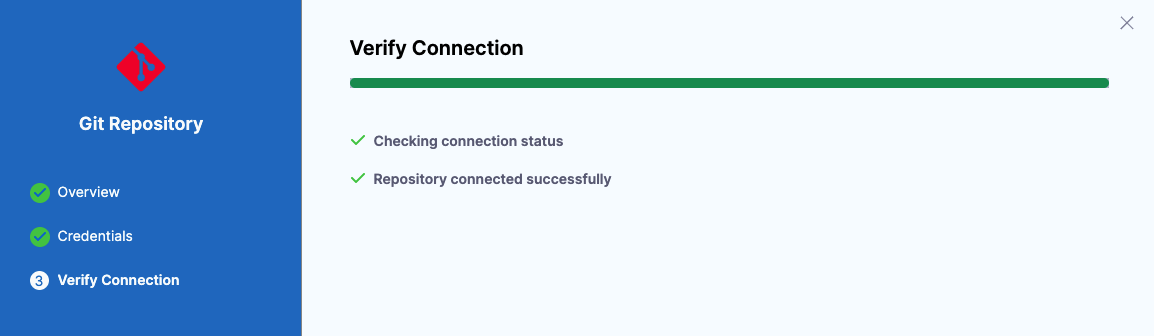 Git Repository
Overview
Credentials
3 Verify Connection
Verify Connection
Checking connection status
Repository connected successfully